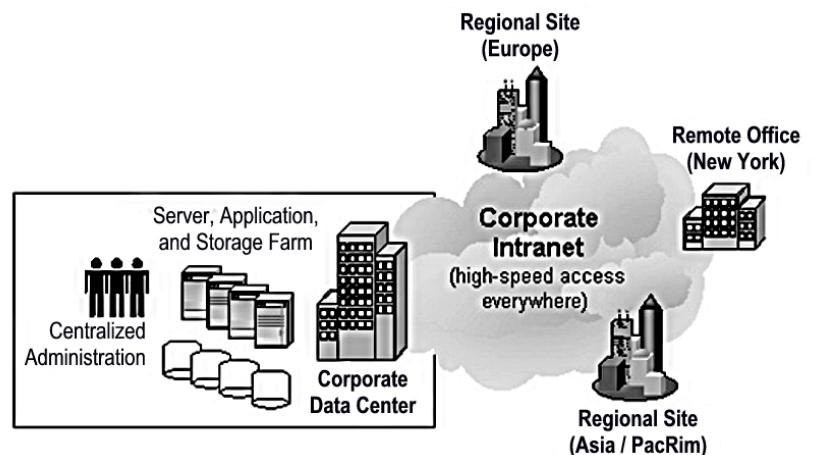 Regional Site
(Europe)
Remote Office
(New York)
Server, Application,
and Storage Farm
Corporate
Intranet
(high-speed access
everywhere)
Centralized
Administration
Corporate
Data Center
Regional Site
(Asia / PacRim)